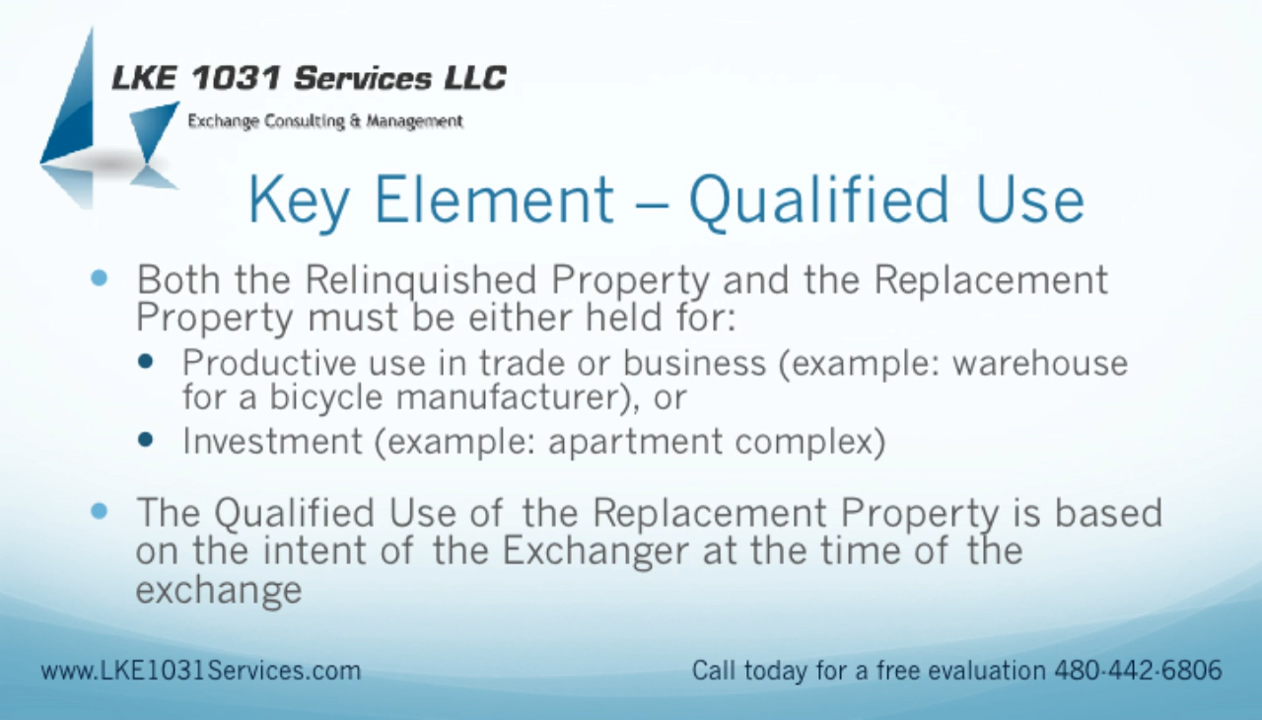 LKE 1031 Services LLC
Exchange Consulting & Management
Key Element – Qualified Use
• Both the Relinquished Property and the Replacement
Property must be either held for:
• Productive use in trade or business (example: warehouse
for a bicycle manufacturer), or
• Investment (example: apartment complex)
• The Qualified Use of the Replacement Property is based
on the intent of the Exchanger at the time of the
exchange
www.LKE1031Services.com
Call today for a free evaluation 480-442-6806